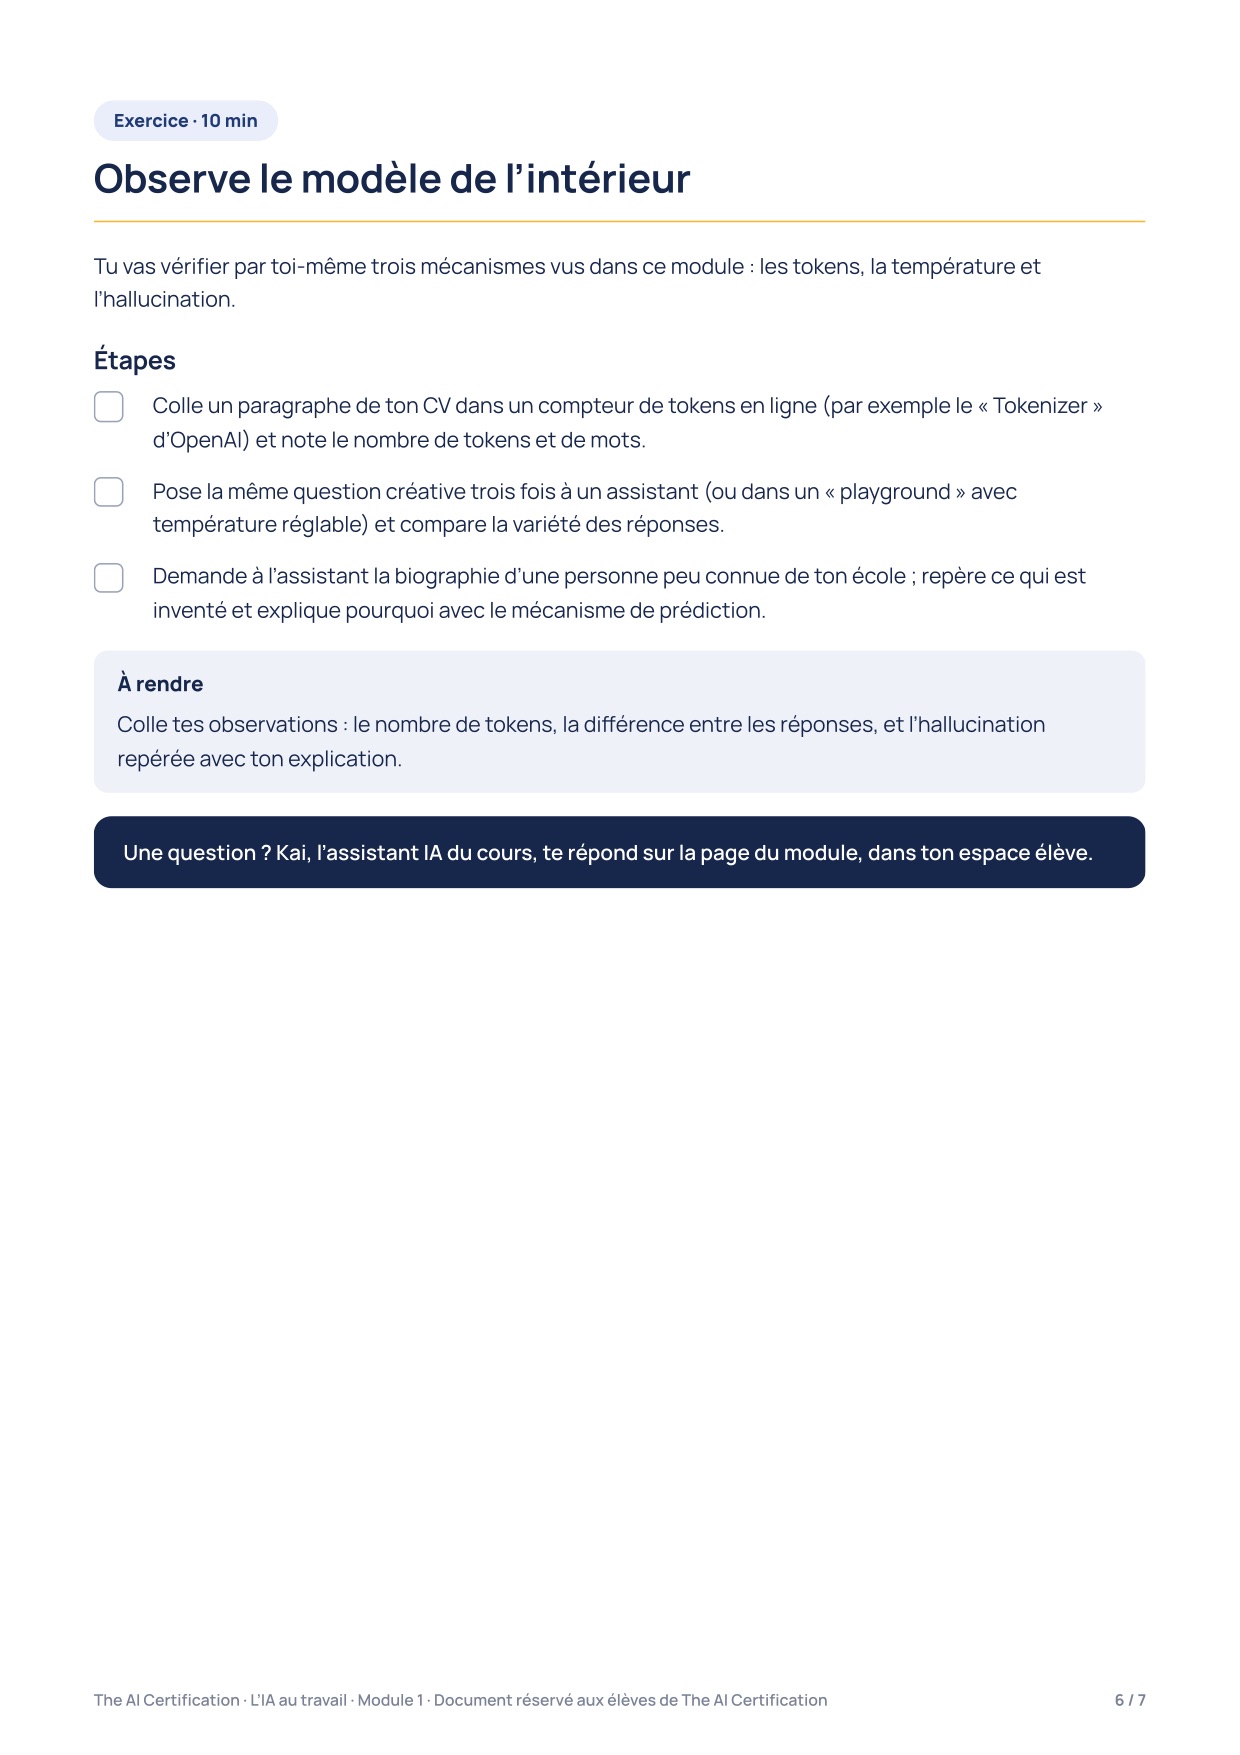 Exercice · 10 min
Observe le modèle de l’intérieur
Tu vas vérifier par toi-même trois mécanismes vus dans ce module : les tokens, la température et
l’hallucination.
Étapes
Colle un paragraphe de ton CV dans un compteur de tokens en ligne (par exemple le « Tokenizer »
d’OpenAI) et note le nombre de tokens et de mots.
Pose la même question créative trois fois à un assistant (ou dans un « playground » avec
température réglable) et compare la variété des réponses.
Demande à l’assistant la biographie d’une personne peu connue de ton école ; repère ce qui est
inventé et explique pourquoi avec le mécanisme de prédiction.
À rendre
Colle tes observations : le nombre de tokens, la différence entre les réponses, et l’hallucination
repérée avec ton explication.
Une question ? Kai, l’assistant IA du cours, te répond sur la page du module, dans ton espace élève.
The AI Certification · L’IA au travail · Module 1 · Document réservé aux élèves de The AI Certification
6 / 7